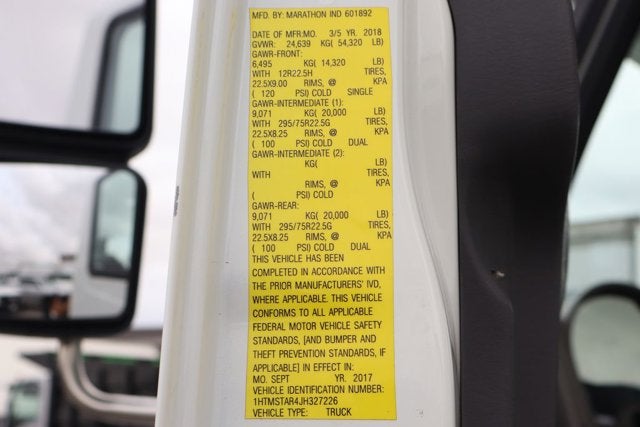 MFD. BY: MARATHON IND 601892
DATE OF MFR:MO. 3/5 YR. 2018
GVWR: 24,639 KG( 54,320 LB)
GAWR-FRONT:
6,495 KG( 14,320 LB)
WITH 12R22.5H TIRES,
22.5X9.00 RIMS, @ KPA
( 120 PSI) COLD SINGLE
GAWR-INTERMEDIATE (1):
9,071 KG( 20,000 LB)
WITH 295/75R22.5G TIRES,
22.5X8.25 RIMS, @ KPA
( 100 PSI) COLD DUAL
GAWR-INTERMEDIATE (2):
KG( LB)
WITH TIRES,
RIMS, @ KPA
( PSI) COLD
GAWR-REAR:
9,071 KG( 20,000 LB)
WITH 295/75R22.5G TIRES,
22.5X8.25 RIMS, @ KPA
( 100 PSI) COLD DUAL
THIS VEHICLE HAS BEEN
COMPLETED IN ACCORDANCE WITH
THE PRIOR MANUFACTURERS' IVD,
WHERE APPLICABLE. THIS VEHICLE
CONFORMS TO ALL APPLICABLE
FEDERAL MOTOR VEHICLE SAFETY
STANDARDS, [AND BUMPER AND
THEFT PREVENTION STANDARDS, IF
APPLICABLE] IN EFFECT IN:
MO. SEPT YR. 2017
VEHICLE IDENTIFICATION NUMBER:
1HTMSTAR4JH327226
VEHICLE TYPE: TRUCK